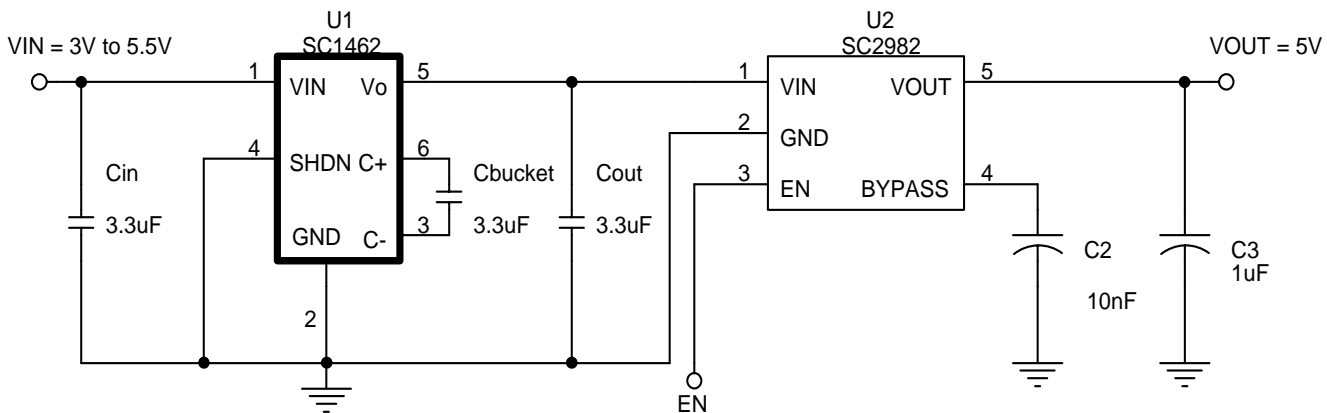 U1
SC1462
U2
SC2982
VIN = 3V to 5.5V
VOUT = 5V
1
VIN
Vo
5
1
VIN
VOUT
5
2
GND
4
SHDN
C+
6
Cin
3.3uF
Cbucket
3.3uF
Cout
3.3uF
3
EN
BYPASS
4
GND
C-
3
C2
10nF
C3
1uF
2
EN